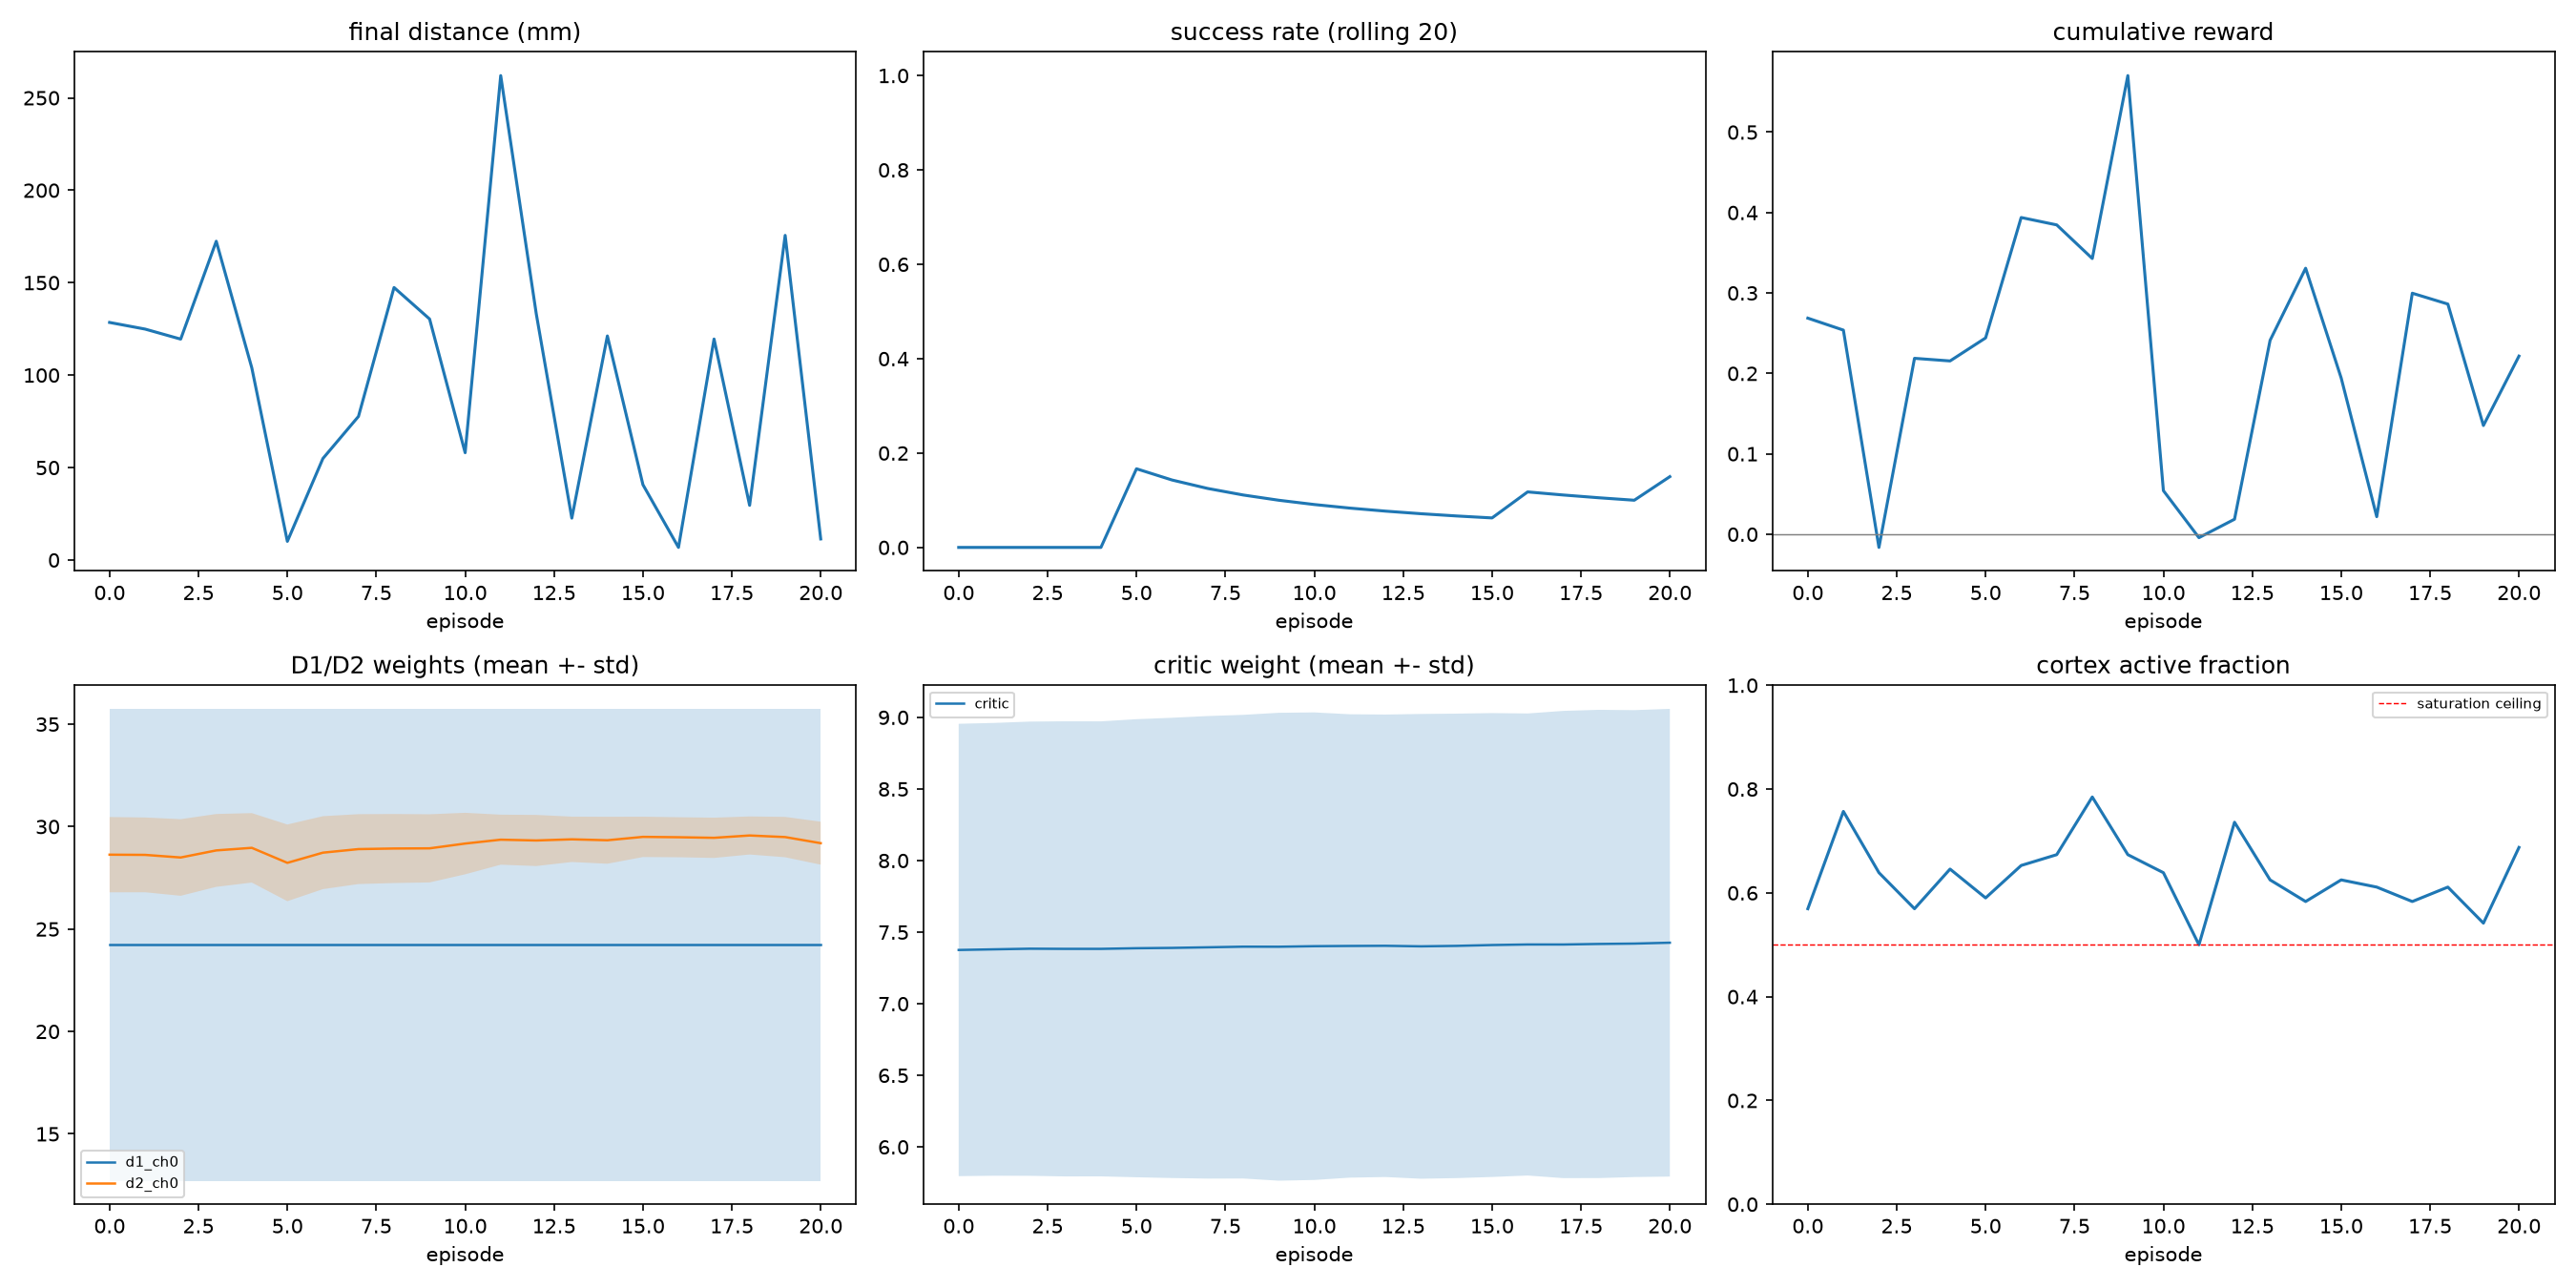 final distance (mm)
250
200
150
100
50
0
0.0 2.5 5.0 7.5 10.0 12.5 15.0 17.5 20.0
episode
success rate (rolling 20)
1.0
0.8
0.6
0.4
0.2
0.0
0.0 2.5 5.0 7.5 10.0 12.5 15.0 17.5 20.0
episode
cumulative reward
0.5
0.4
0.3
0.2
0.1
0.0
0.0 2.5 5.0 7.5 10.0 12.5 15.0 17.5 20.0
episode
D1/D2 weights (mean +- std)
35
30
25
20
15
d1_ch0
d2_ch0
0.0 2.5 5.0 7.5 10.0 12.5 15.0 17.5 20.0
episode
critic weight (mean +- std)
critic
9.0
8.5
8.0
7.5
7.0
6.5
6.0
0.0 2.5 5.0 7.5 10.0 12.5 15.0 17.5 20.0
episode
cortex active fraction
saturation ceiling
1.0
0.8
0.6
0.4
0.2
0.0
0.0 2.5 5.0 7.5 10.0 12.5 15.0 17.5 20.0
episode